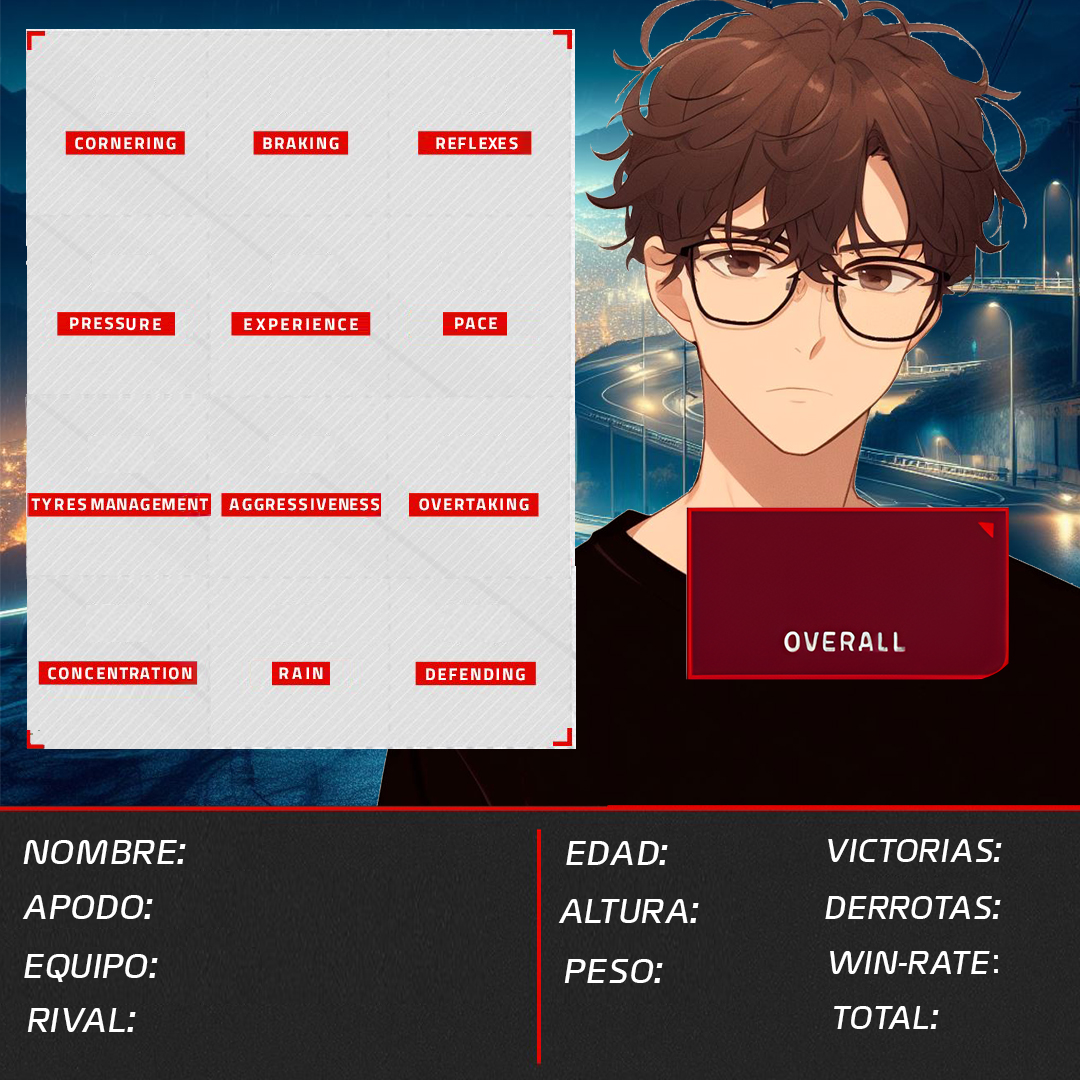 CORNERING BRAKING REFLEXES
PRESSURE EXPERIENCE PACE
TYRES MANAGEMENT AGGRESSIVENESS OVERTAKING
OVERALL
CONCENTRATION RAIN DEFENDING
NOMBRE: EDAD: VICTORIAS:
APODO: ALTURA: DERROTAS:
EQUIPO: PESO: WIN-RATE:
RIVAL: TOTAL: